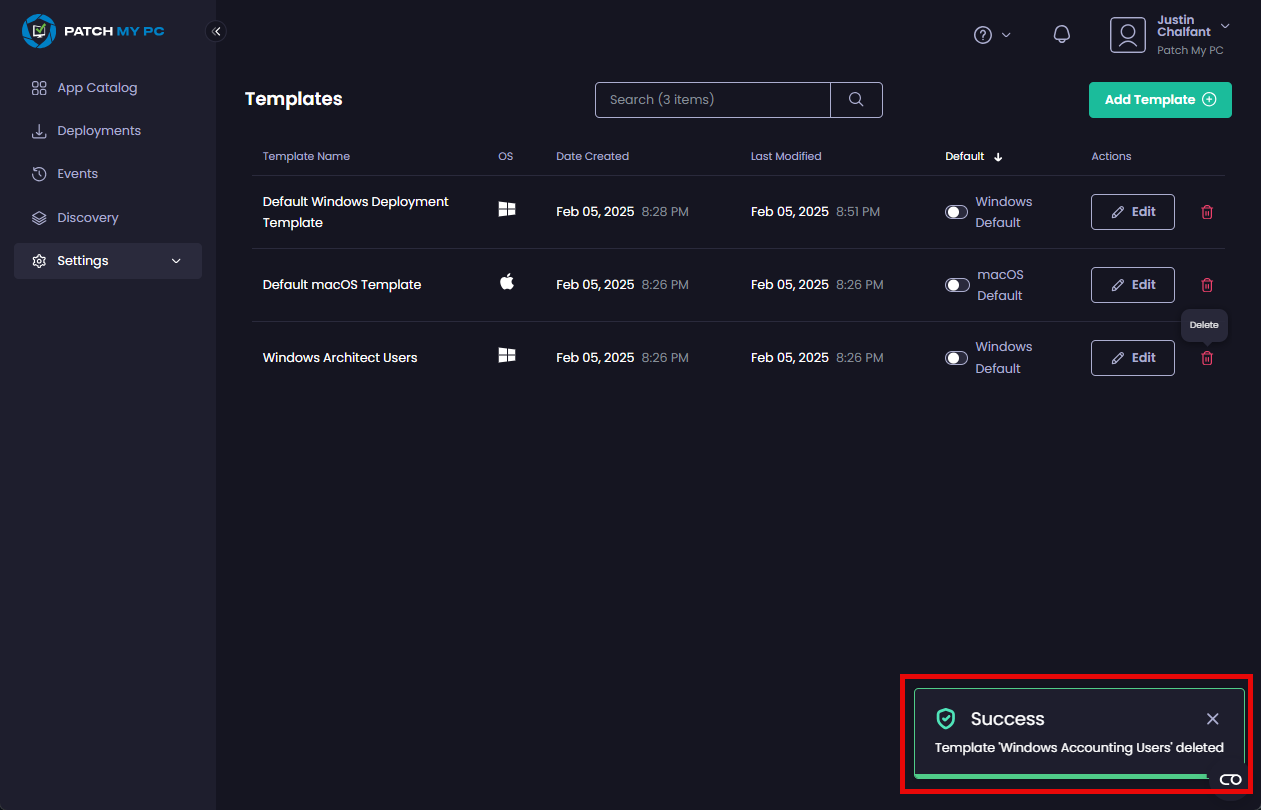 PATCH MY PC
Justin
Chalfant
Patch My PC
App Catalog
Deployments
Events
Discovery
Settings
Templates
Search (3 items)
Add Template
Template Name OS Date Created Last Modified Default Actions
Default Windows Deployment
Template
Feb 05, 2025 8:28 PM
Feb 05, 2025 8:51 PM
Windows
Default
Edit
Default macOS Template
Feb 05, 2025 8:26 PM
Feb 05, 2025 8:26 PM
macOS
Default
Edit
Delete
Windows Architect Users
Feb 05, 2025 8:26 PM
Feb 05, 2025 8:26 PM
Windows
Default
Edit
Success
Template 'Windows Accounting Users' deleted